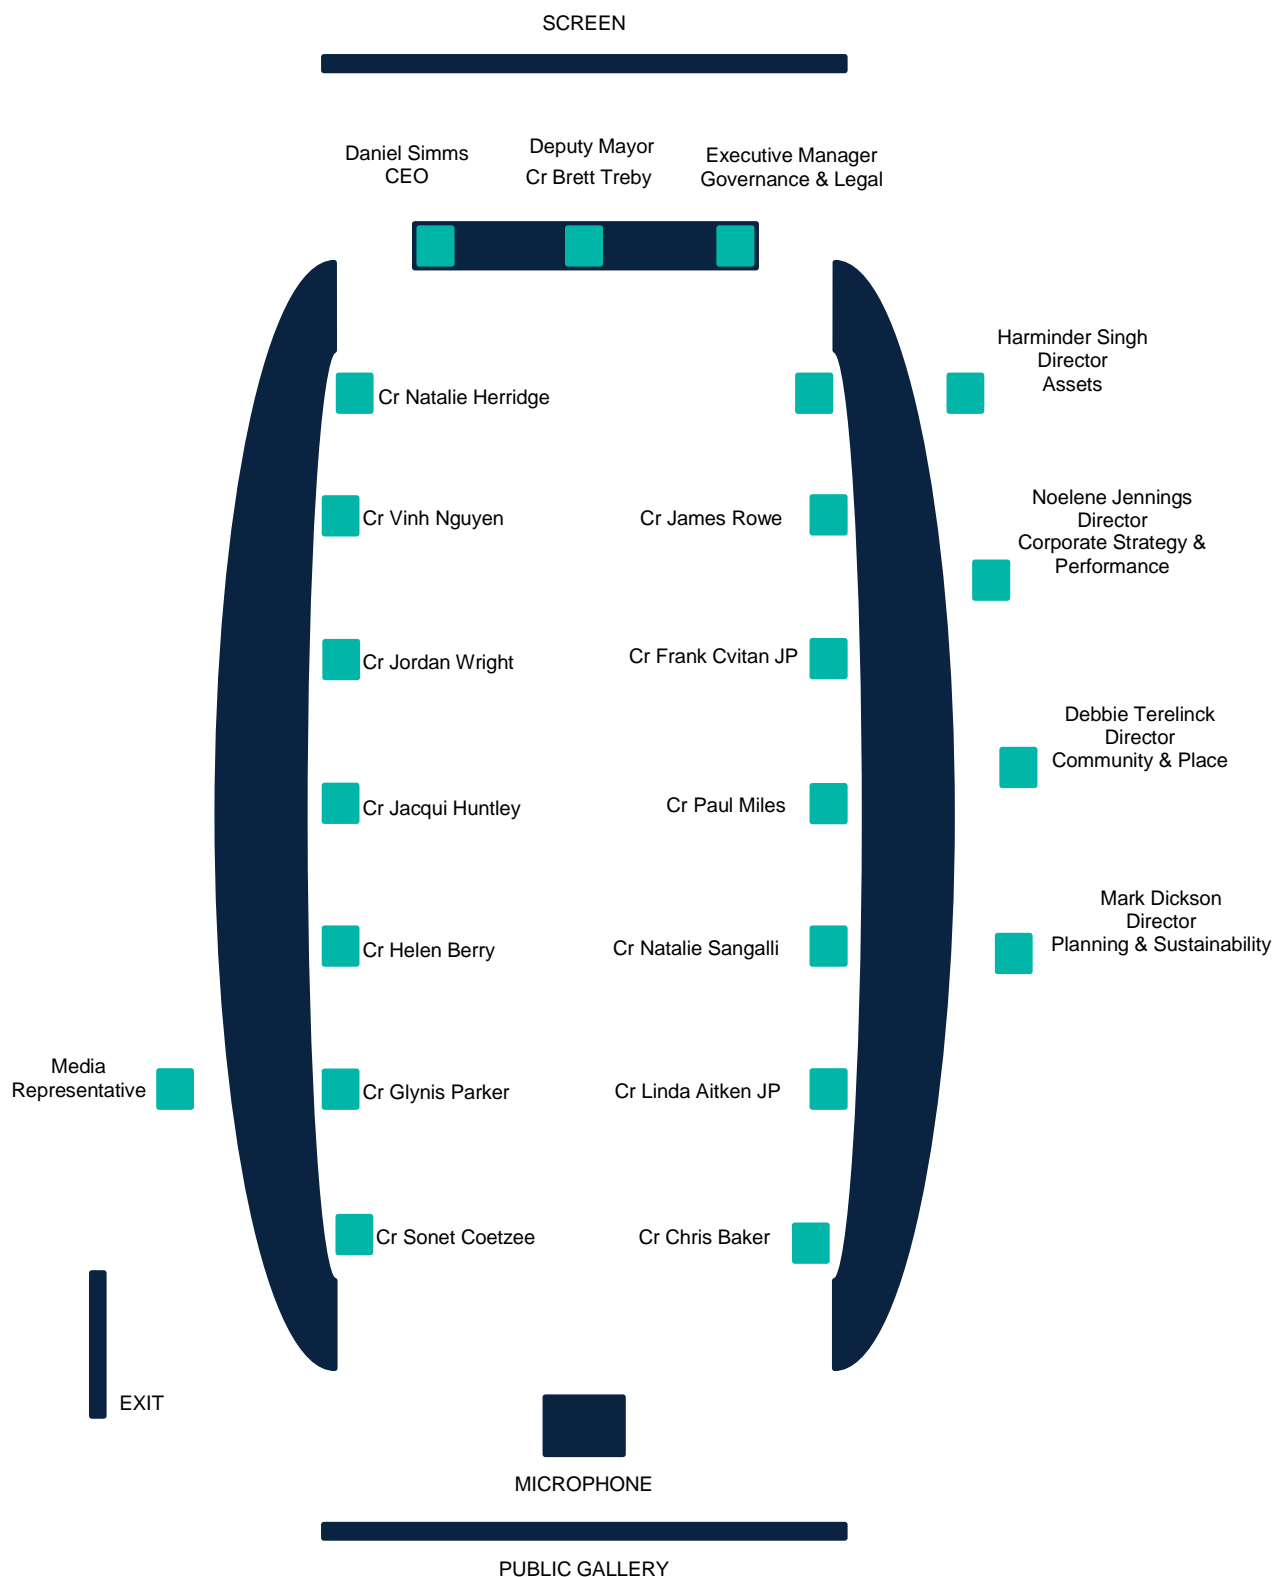 SCREEN
Daniel Simms
CEO
Deputy Mayor
Cr Brett Treby
Executive Manager
Governance & Legal
Harminder Singh
Director
Assets
Cr Natalie Herridge
Noelene Jennings
Director
Corporate Strategy &
Performance
Cr Vinh Nguyen
Cr James Rowe
Cr Jordan Wright
Cr Frank Cvitan JP
Debbie Terelinck
Director
Community & Place
Cr Jacqui Huntley
Cr Paul Miles
Mark Dickson
Director
Planning & Sustainability
Cr Helen Berry
Cr Natalie Sangalli
Media
Representative
Cr Glynis Parker
Cr Linda Aitken JP
Cr Sonet Coetzee
Cr Chris Baker
EXIT
MICROPHONE
PUBLIC GALLERY